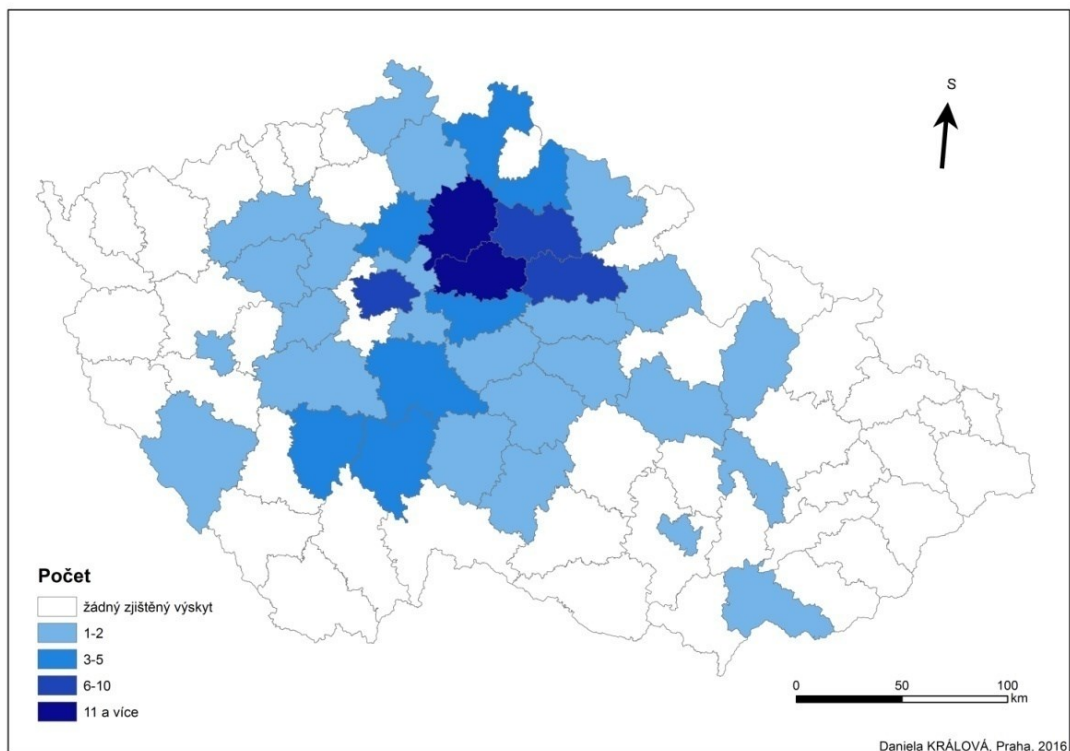 S
Počet
žádný zjištěný výskyt
1-2
3-5
6-10
11 a více
0 50 100
km
Daniela KRÁLOVÁ, Praha, 2016